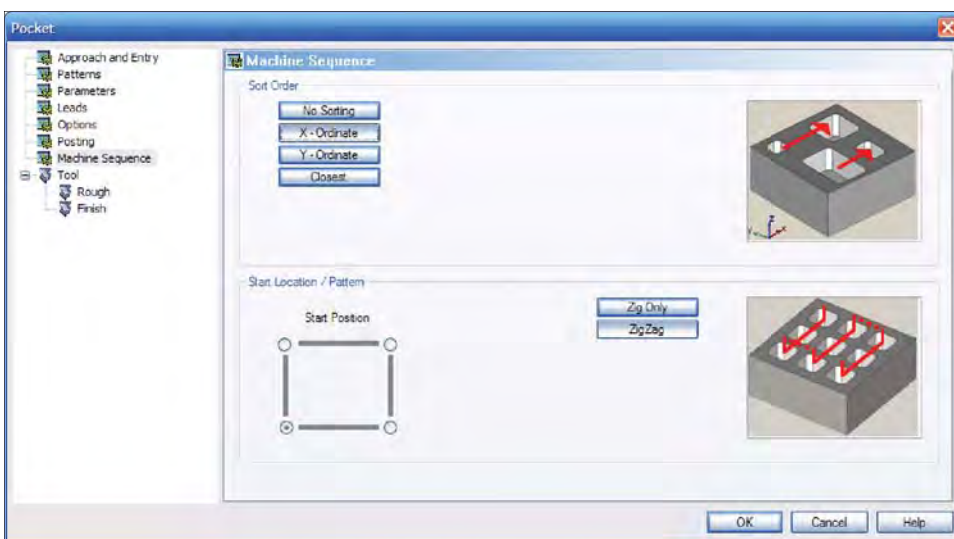 Pocket
Approach and Entry
Patterns
Parameters
Leads
Options
Posting
Machine Sequence
Tool
Rough
Finish
Machine Sequence
Sort Order
No Sorting
X - Ordinate
Y - Ordinate
Closest
Start Location / Pattern
Start Position
Zig Only
ZigZag
OK
Cancel
Help